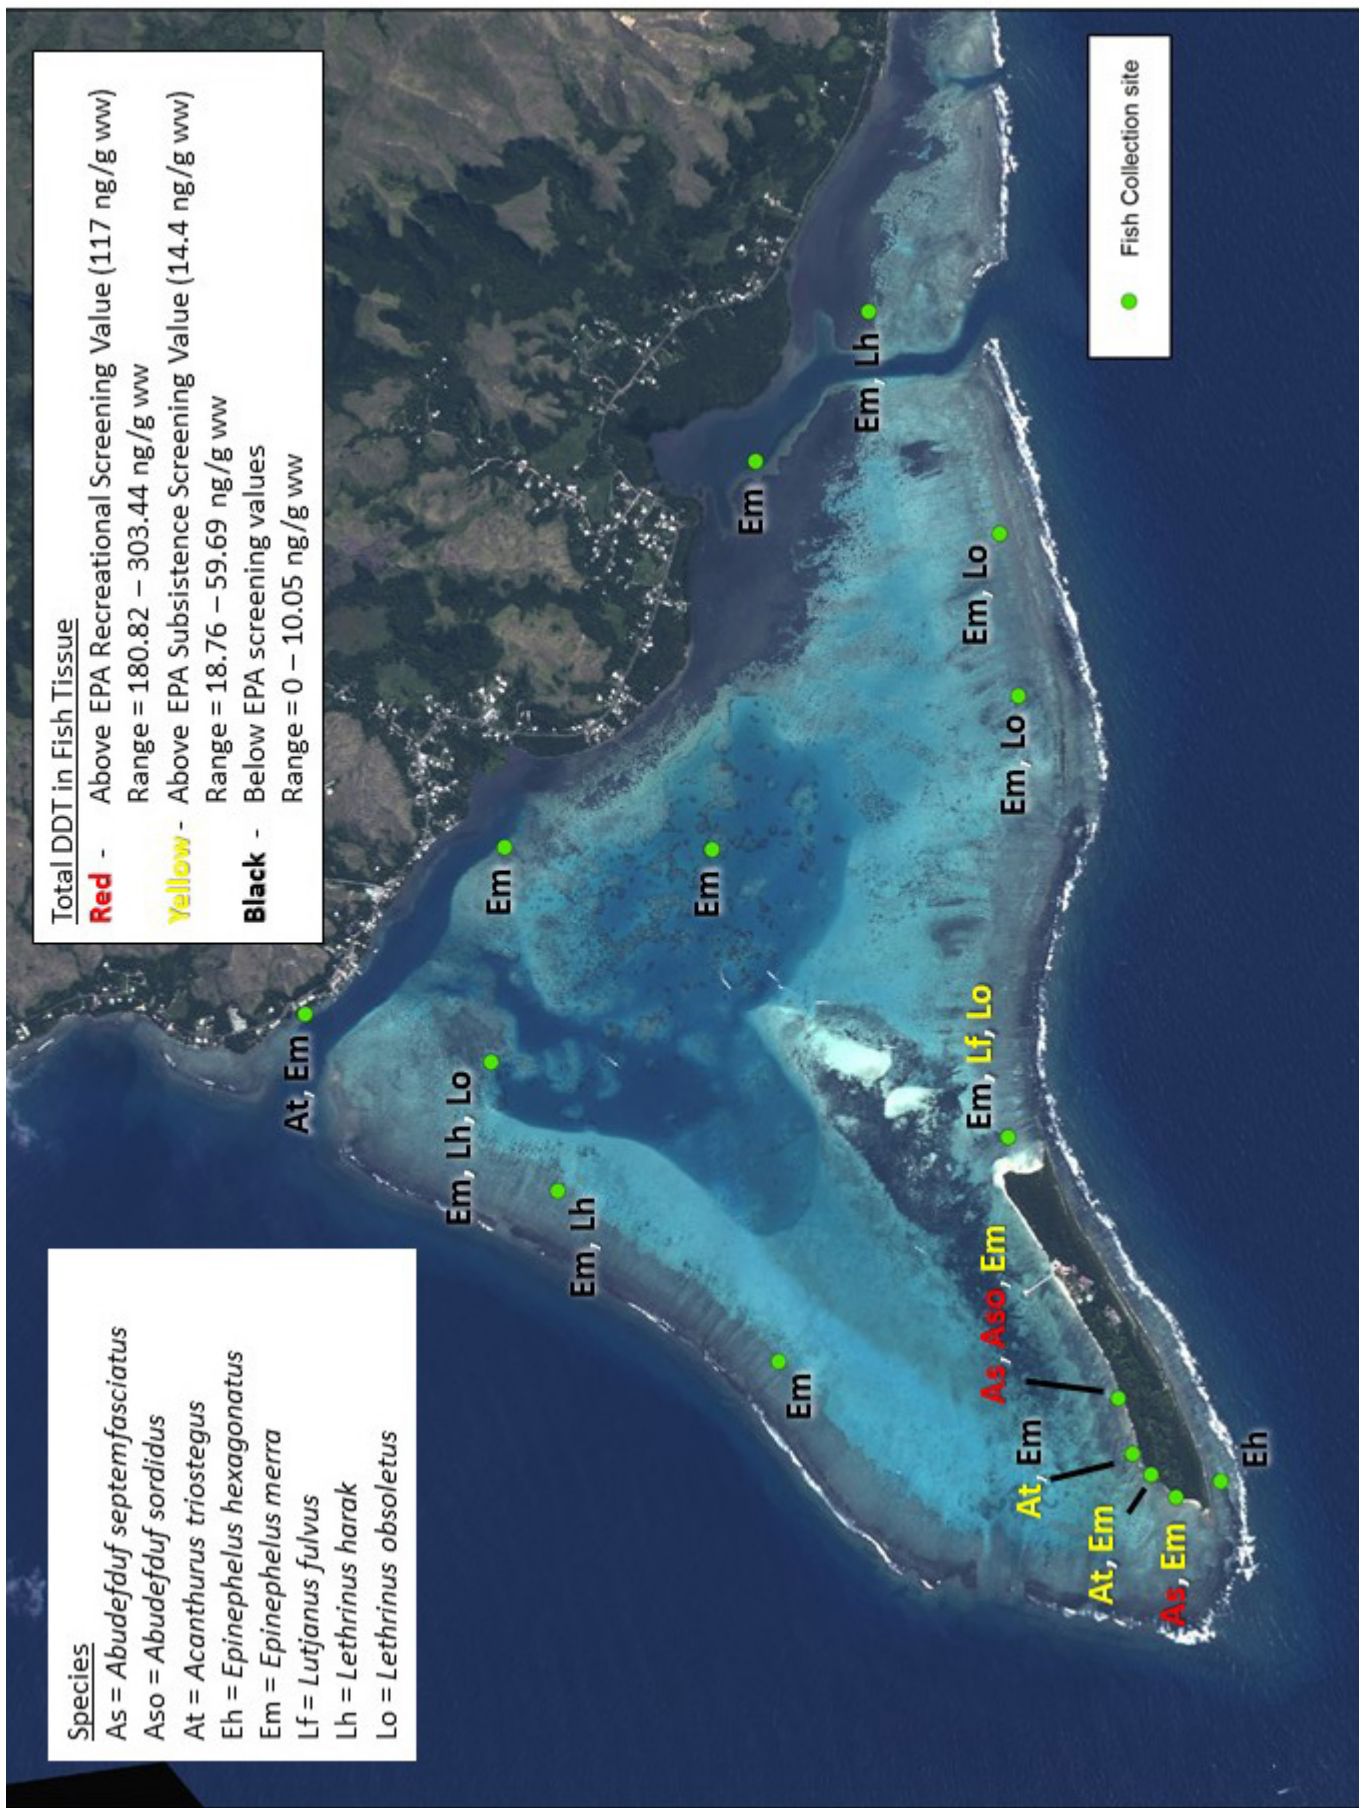 Species
As = Abudefduf septemfasciatus
Aso = Abudefduf sordidus
At = Acanthurus triostegus
Eh = Epinephelus hexagonatus
Em = Epinephelus merra
Lf = Lutjanus fulvus
Lh = Lethrinus harak
Lo = Lethrinus obsoletus
Total DDT in Fish Tissue
Red - Above EPA Recreational Screening Value (117 ng/g ww)
Range = 180.82 – 303.44 ng/g ww
Yellow - Above EPA Subsistence Screening Value (14.4 ng/g ww)
Range = 18.76 – 59.69 ng/g ww
Black - Below EPA screening values
Range = 0 – 10.05 ng/g ww
At, Em
Em, Lh, Lo
Em
Em, Lh
Em
Em
Em
Em, Lh
Em, Lo
Em, Lo
Em, Lf, Lo
As, Aso, Em
At, Em
At, Em
As, Em
Eh
Fish Collection site